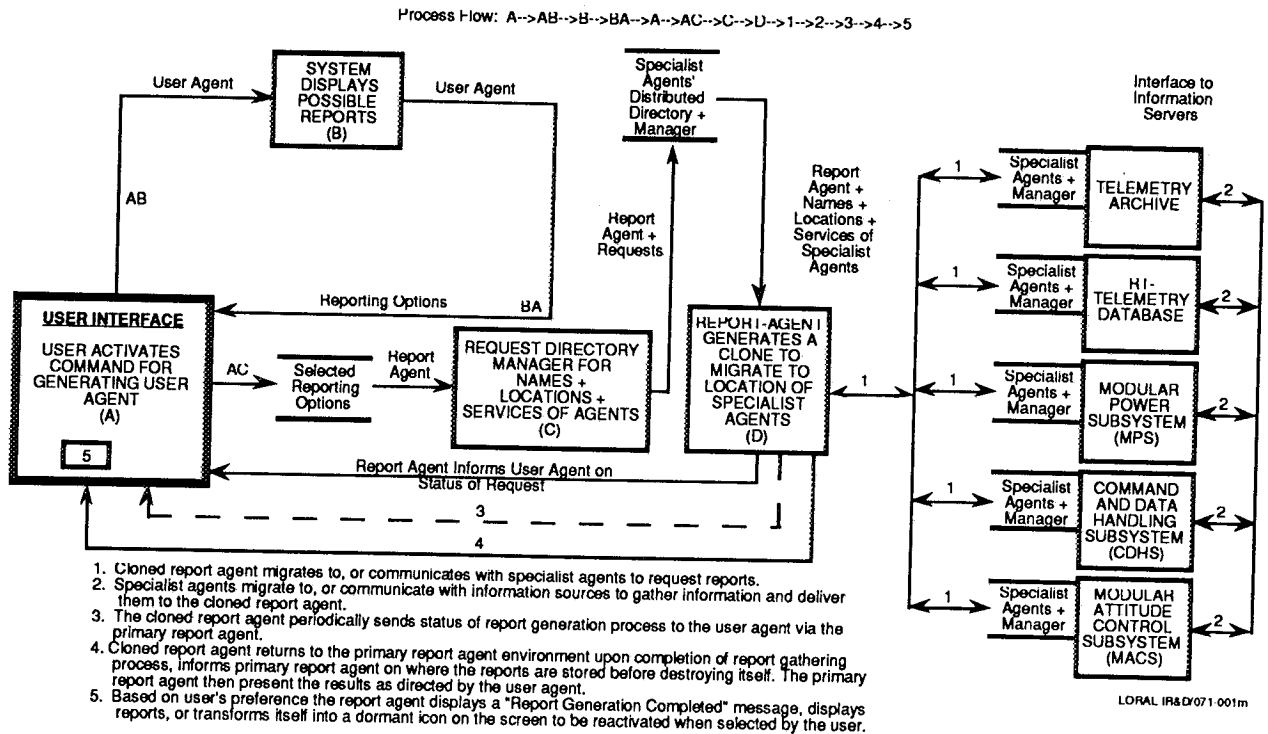 Process Flow: A-->AB-->B-->BA-->A-->AC-->C-->D-->1-->2-->3-->4-->5
SYSTEM
DISPLAYS
POSSIBLE
REPORTS
(B)
User Agent
User Agent
AB
BA
Reporting Options
Specialist
Agents'
Distributed
Directory +
Manager
Report
Agent +
Requests
Report
Agent +
Names +
Locations +
Services of
Specialist
Agents
Interface to
Information
Servers
USER INTERFACE
USER ACTIVATES
COMMAND FOR
GENERATING USER
AGENT
(A)
5
AC
Selected
Reporting
Options
Report
Agent
REQUEST DIRECTORY
MANAGER FOR
NAMES +
LOCATIONS +
SERVICES OF AGENTS
(C)
REPORT-AGENT
GENERATES A
CLONE TO
MIGRATE TO
LOCATION OF
SPECIALIST
AGENTS
(D)
1
Report Agent Informs User Agent on
Status of Request
3
4
1
Specialist
Agents +
Manager
TELEMETRY
ARCHIVE
2
1
Specialist
Agents +
Manager
RT-
TELEMETRY
DATABASE
2
1
Specialist
Agents +
Manager
MODULAR
POWER
SUBSYSTEM
(MPS)
2
1
Specialist
Agents +
Manager
COMMAND
AND DATA
HANDLING
SUBSYSTEM
(CDHS)
2
1
Specialist
Agents +
Manager
MODULAR
ATTITUDE
CONTROL
SUBSYSTEM
(MACS)
2
1. Cloned report agent migrates to, or communicates with specialist agents to request reports.
2. Specialist agents migrate to, or communicate with information sources to gather information and deliver
them to the cloned report agent.
3. The cloned report agent periodically sends status of report generation process to the user agent via the
primary report agent.
4. Cloned report agent returns to the primary report agent environment upon completion of report gathering
process, informs primary report agent on where the reports are stored before destroying itself. The primary
report agent then present the results as directed by the user agent.
5. Based on user's preference the report agent displays a "Report Generation Completed" message, displays
reports, or transforms itself into a dormant icon on the screen to be reactivated when selected by the user.
LORAL IR&D/071-001m